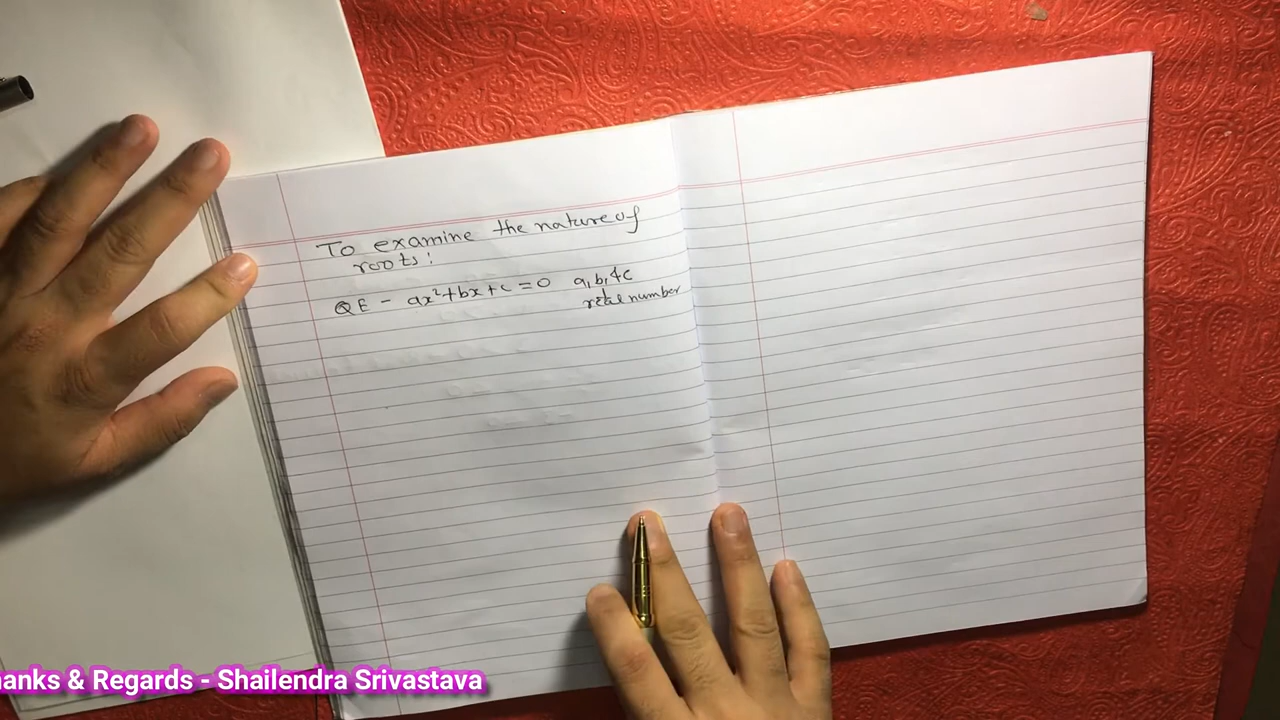 To examine the nature of
roots:
QE - ax²+bx+c = 0 a, b, & c
real number
hanks & Regards - Shailendra Srivastava